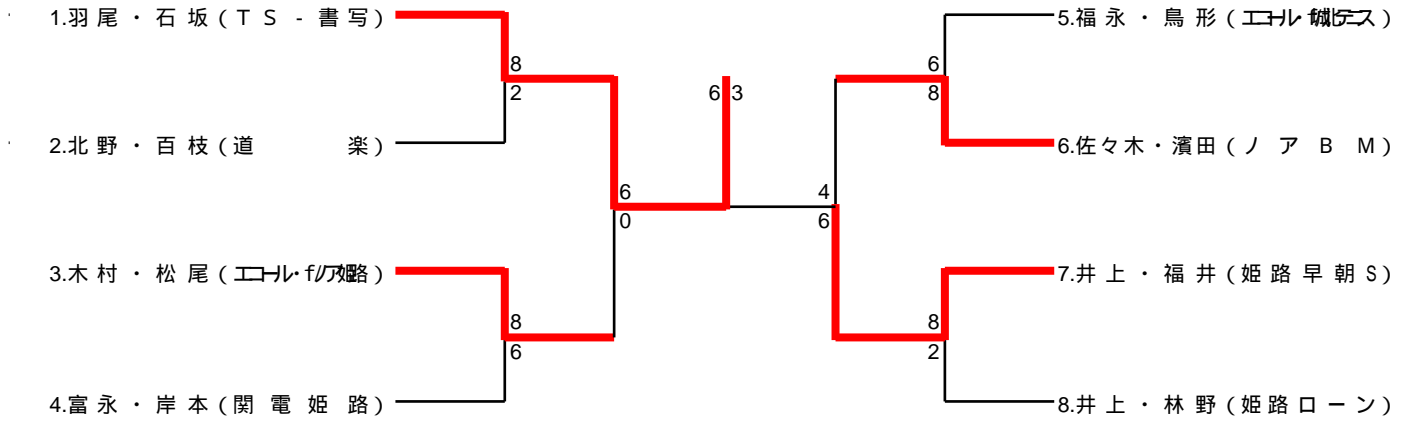 1.羽尾・石坂(TS-書写)
8
2
2.北野・百枝(道 楽)
6
0
3.木村・松尾(エコール・f/ノア姫路)
8
6
4.富永・岸本(関電姫路)
6 3
5.福永・鳥形(エコール・f/城北テニス)
6
8
6.佐々木・濱田(ノアBM)
4
6
7.井上・福井(姫路早朝S)
8
2
8.井上・林野(姫路ローン)